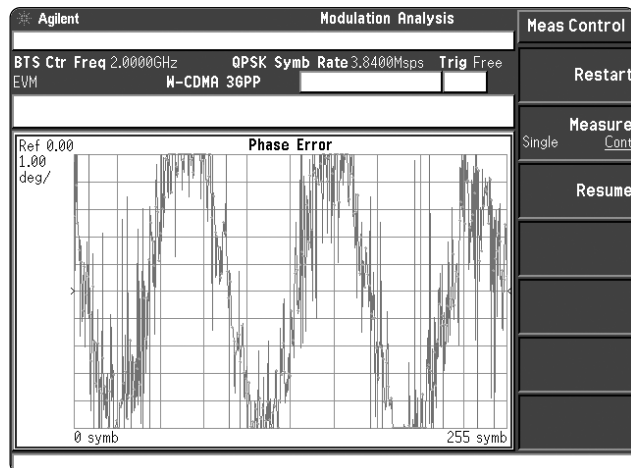 Agilent Modulation Analysis Meas Control
BTS Ctr Freq 2.0000GHz QPSK Symb Rate 3.8400Msps Trig Free
EVM W-CDMA 3GPP
Restart
Measure
Single Cont
Resume
Ref 0.00 Phase Error
1.00
deg/
0 symb 255 symb